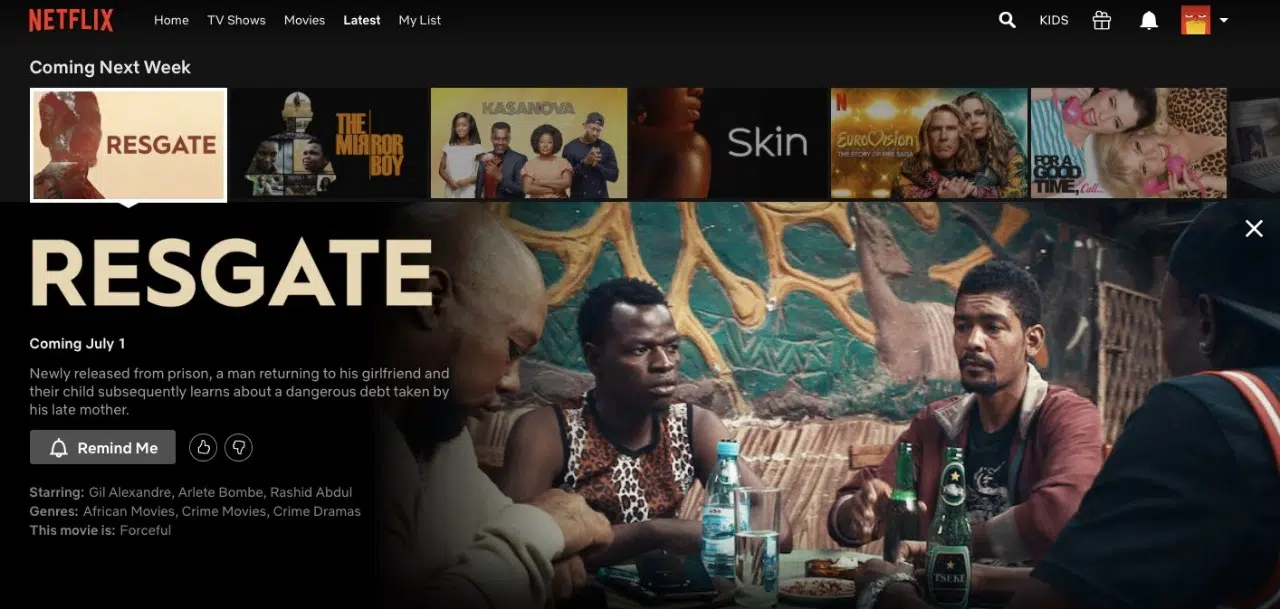 NETFLIX
Home TV Shows Movies Latest My List
KIDS
Coming Next Week
RESGATE
THE MIRROR BOY
KASANOVA
Skin
N
EUROVISION
THE STORY OF FIRE SAGA
FOR A GOOD TIME, Call...
RESGATE
Coming July 1
Newly released from prison, a man returning to his girlfriend and
their child subsequently learns about a dangerous debt taken by
his late mother.
Remind Me
Starring: Gil Alexandre, Arlete Bombe, Rashid Abdul
Genres: African Movies, Crime Movies, Crime Dramas
This movie is: Forceful